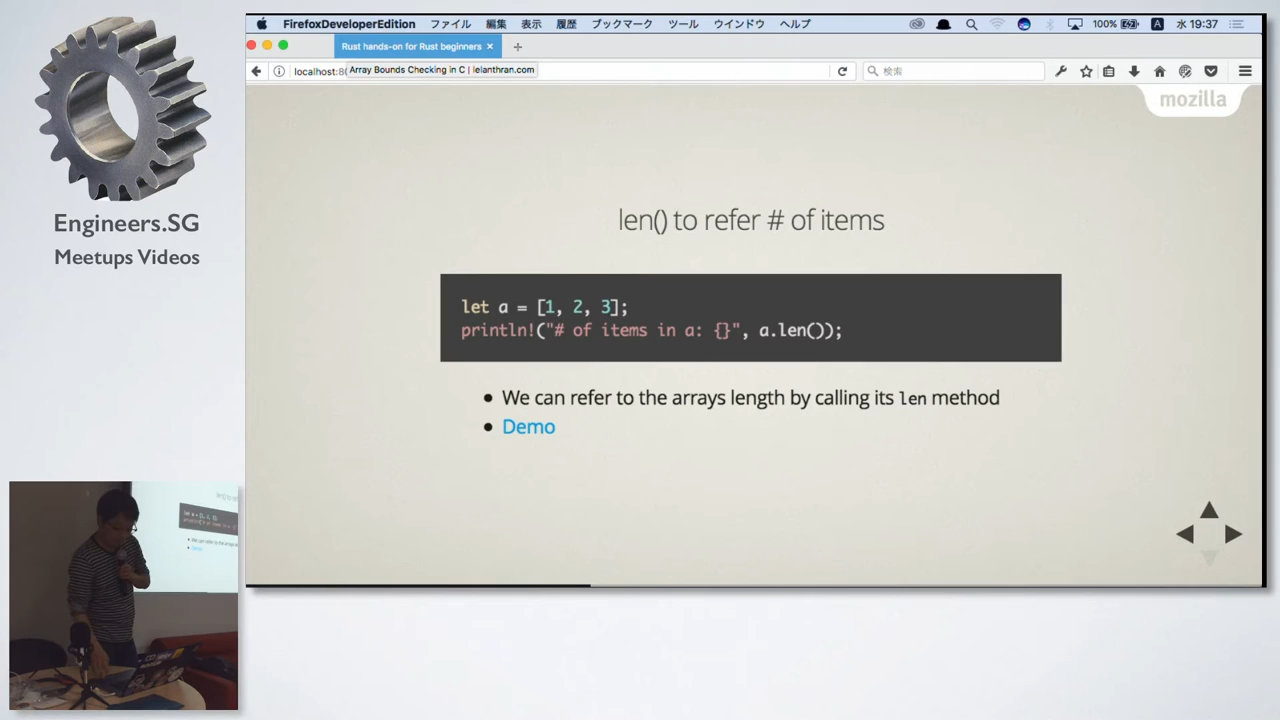 Engineers.SG
Meetups Videos
FirefoxDeveloperEdition ファイル 編集 表示 履歴 ブックマーク ツール ウインドウ ヘルプ 100% A 水 19:37
Rust hands-on for Rust beginners × +
localhost:80
Array Bounds Checking in C | lelanthran.com
検索
mozilla
len() to refer # of items
let a = [1, 2, 3];
println!("# of items in a: {}", a.len());
• We can refer to the arrays length by calling its len method
• Demo